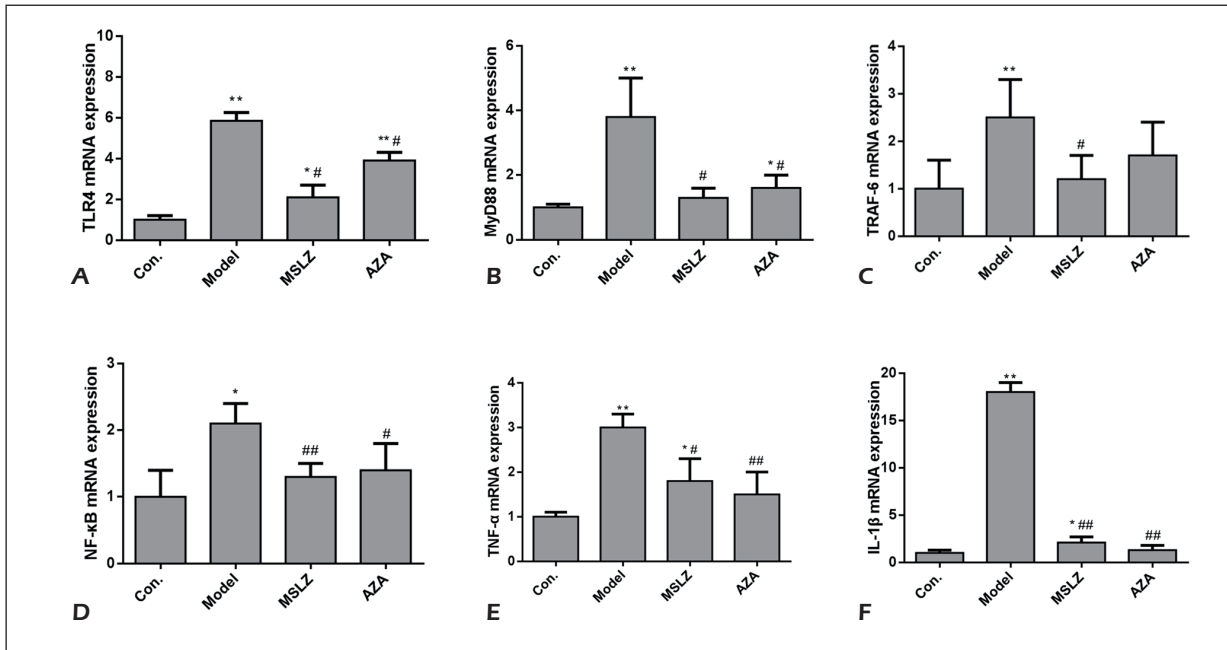 TLR4 mRNA expression
10
8
6
4
2
0
**
* #
** #
Con.
Model
MSLZ
AZA
A
MyD88 mRNA expression
6
4
2
0
**
#
* #
Con.
Model
MSLZ
AZA
B
TRAF-6 mRNA expression
4
3
2
1
0
**
#
Con.
Model
MSLZ
AZA
C
NF-κB mRNA expression
3
2
1
0
*
##
#
Con.
Model
MSLZ
AZA
D
TNF-α mRNA expression
4
3
2
1
0
**
* #
##
Con.
Model
MSLZ
AZA
E
IL-1β mRNA expression
20
15
10
5
0
**
* ##
##
Con.
Model
MSLZ
AZA
F